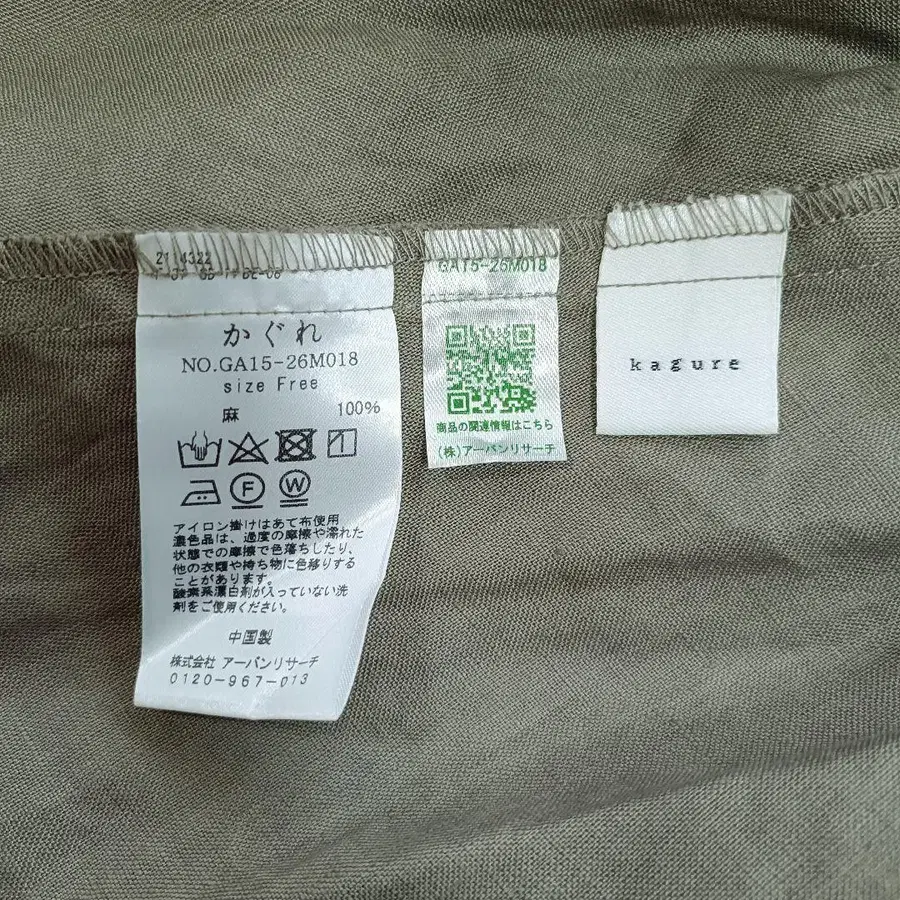 2114322
かぐれ
NO.GA15-26M018
size Free
麻 100%
F
W
アイロン掛けはあて布使用
濃色品は、過度の摩擦や濡れた
状態での摩擦で色落ちしたり、
他の衣類や持ち物に色移りする
ことがあります。
酸素系漂白剤が入っていない洗
剤をご使用ください。
中国製
株式会社 アーバンリサーチ
0120-967-013
GA15-26M018
商品の関連情報はこちら
(株)アーバンリサーチ
kagure